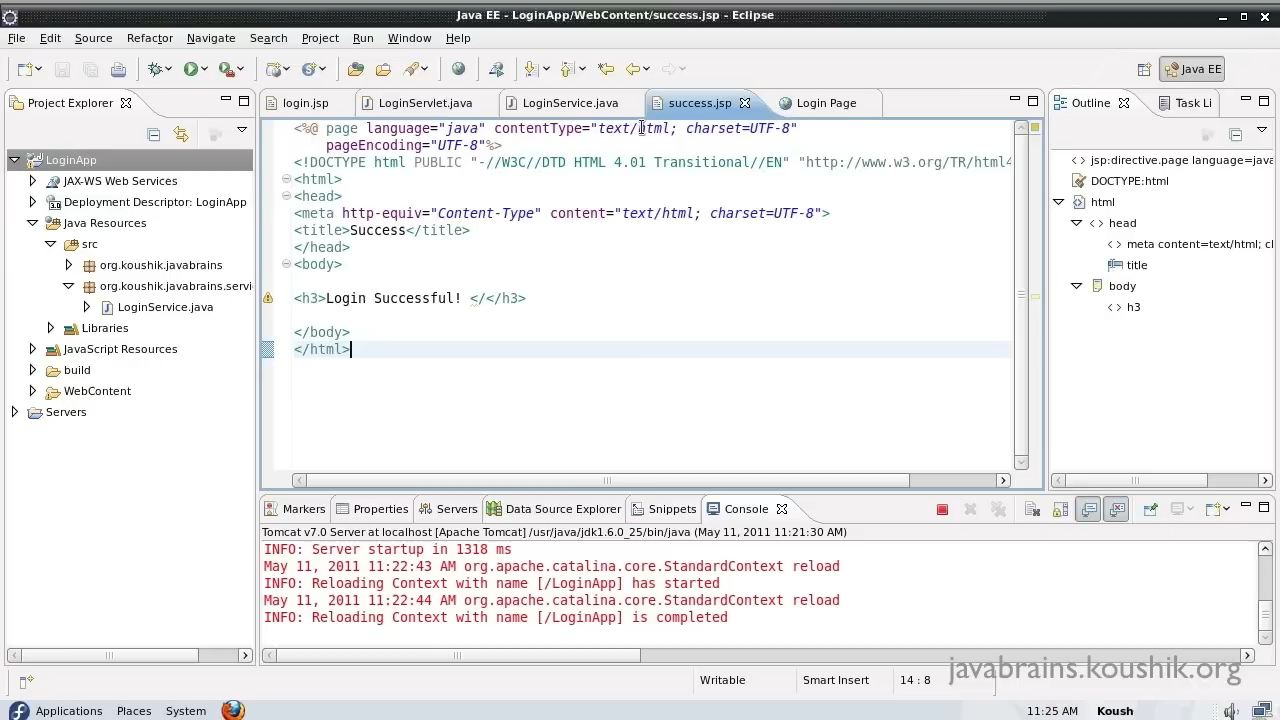 Java EE - LoginApp/WebContent/success.jsp - Eclipse
File Edit Source Refactor Navigate Search Project Run Window Help
Java EE
Project Explorer
login.jsp LoginServlet.java LoginService.java success.jsp Login Page
Outline Task Li
LoginApp
JAX-WS Web Services
Deployment Descriptor: LoginApp
Java Resources
src
org.koushik.javabrains
org.koushik.javabrains.servi
LoginService.java
Libraries
JavaScript Resources
build
WebContent
Servers
<%@ page language="java" contentType="text/html; charset=UTF-8"
pageEncoding="UTF-8"%>
<!DOCTYPE html PUBLIC "-//W3C//DTD HTML 4.01 Transitional//EN" "http://www.w3.org/TR/html4
<html>
<head>
<meta http-equiv="Content-Type" content="text/html; charset=UTF-8">
<title>Success</title>
</head>
<body>
<h3>Login Successful! </</h3>
</body>
</html>
jsp:directive.page language=java
DOCTYPE:html
html
head
meta content=text/html; cl
title
body
h3
Markers Properties Servers Data Source Explorer Snippets Console
Tomcat v7.0 Server at localhost [Apache Tomcat] /usr/java/jdk1.6.0_25/bin/java (May 11, 2011 11:21:30 AM)
INFO: Server startup in 1318 ms
May 11, 2011 11:22:43 AM org.apache.catalina.core.StandardContext reload
INFO: Reloading Context with name [/LoginApp] has started
May 11, 2011 11:22:44 AM org.apache.catalina.core.StandardContext reload
INFO: Reloading Context with name [/LoginApp] is completed
javabrains.koushik.org
Writable Smart Insert 14 : 8
Applications Places System 11:25 AM Koush